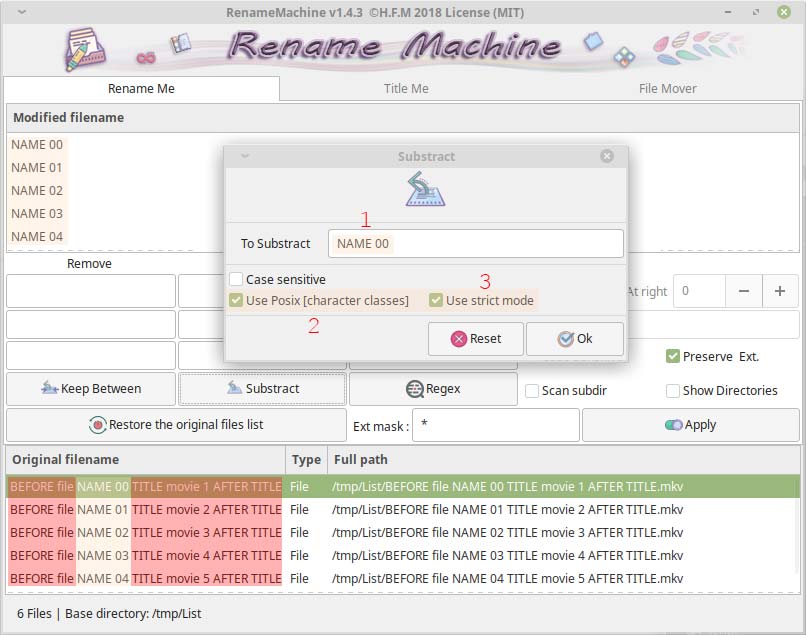 RenameMachine v1.4.3 ©H.F.M 2018 License (MIT)
Rename Machine
Rename Me
Title Me
File Mover
Modified filename
NAME 00
NAME 01
NAME 02
NAME 03
NAME 04
Substract
1
To Substract
NAME 00
Case sensitive
3
Use Posix [character classes]
Use strict mode
2
Reset
Ok
Remove
At right
0
Preserve Ext.
Keep Between
Substract
Regex
Scan subdir
Show Directories
Restore the original files list
Ext mask :
*
Apply
Original filename
Type
Full path
BEFORE file NAME 00 TITLE movie 1 AFTER TITLE File /tmp/List/BEFORE file NAME 00 TITLE movie 1 AFTER TITLE.mkv
BEFORE file NAME 01 TITLE movie 2 AFTER TITLE File /tmp/List/BEFORE file NAME 01 TITLE movie 2 AFTER TITLE.mkv
BEFORE file NAME 02 TITLE movie 3 AFTER TITLE File /tmp/List/BEFORE file NAME 02 TITLE movie 3 AFTER TITLE.mkv
BEFORE file NAME 03 TITLE movie 4 AFTER TITLE File /tmp/List/BEFORE file NAME 03 TITLE movie 4 AFTER TITLE.mkv
BEFORE file NAME 04 TITLE movie 5 AFTER TITLE File /tmp/List/BEFORE file NAME 04 TITLE movie 5 AFTER TITLE.mkv
6 Files | Base directory: /tmp/List